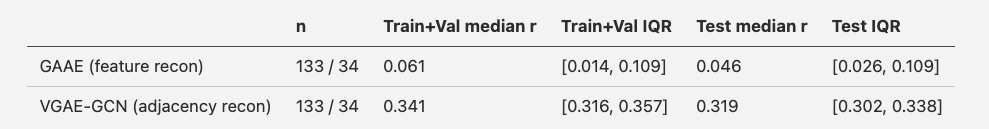 n Train+Val median r Train+Val IQR Test median r Test IQR
GAAE (feature recon) 133 / 34 0.061 [0.014, 0.109] 0.046 [0.026, 0.109]
VGAE-GCN (adjacency recon) 133 / 34 0.341 [0.316, 0.357] 0.319 [0.302, 0.338]